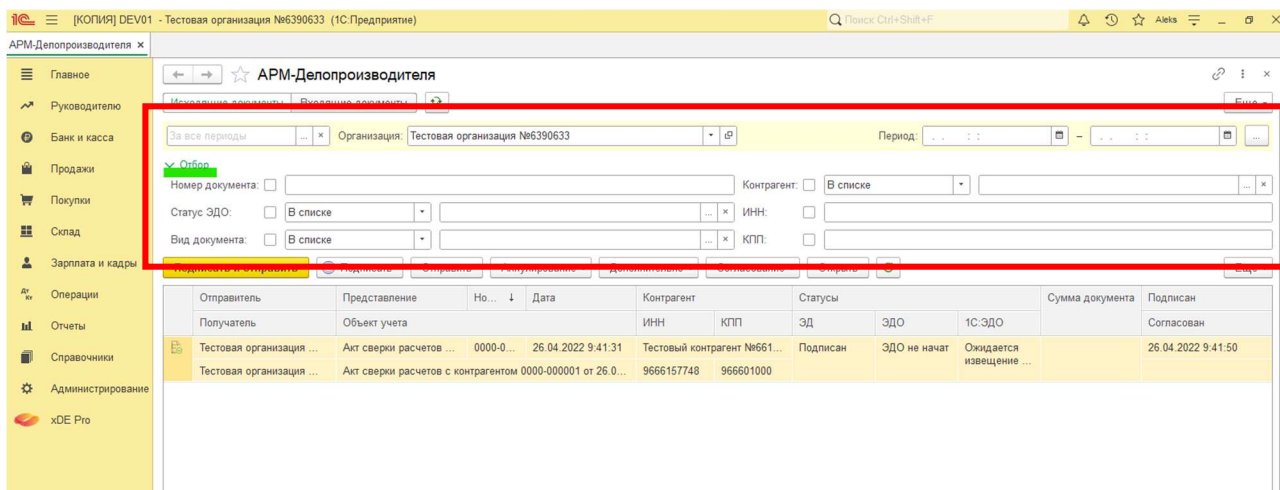 1С [КОПИЯ] DEV01 - Тестовая организация №6390633 (1С:Предприятие) Поиск Ctrl+Shift+F Aleks
АРМ-Делопроизводителя ×
Главное
Руководителю
Банк и касса
Продажи
Покупки
Склад
Зарплата и кадры
Операции
Отчеты
Справочники
Администрирование
xDE Pro
АРМ-Делопроизводителя
Исходящие документы Входящие документы Еще
За все периоды ... × Организация: Тестовая организация №6390633 Период: . . : : – . . : : ...
Отбор
Номер документа: Контрагент: В списке ... ×
Статус ЭДО: В списке ... × ИНН:
Вид документа: В списке ... × КПП:
Подписать и отправить Подписать Отправить Аннулирование Дополнительно Согласование Открыть Еще
Отправитель Представление Но... ↓ Дата Контрагент Статусы Сумма документа Подписан
Получатель Объект учета ИНН КПП ЭД ЭДО 1С:ЭДО Согласован
Тестовая организация ... Акт сверки расчетов ... 0000-0... 26.04.2022 9:41:31 Тестовый контрагент №661... Подписан ЭДО не начат Ожидается извещение ... 26.04.2022 9:41:50
Тестовая организация ... Акт сверки расчетов с контрагентом 0000-000001 от 26.0... 9666157748 966601000